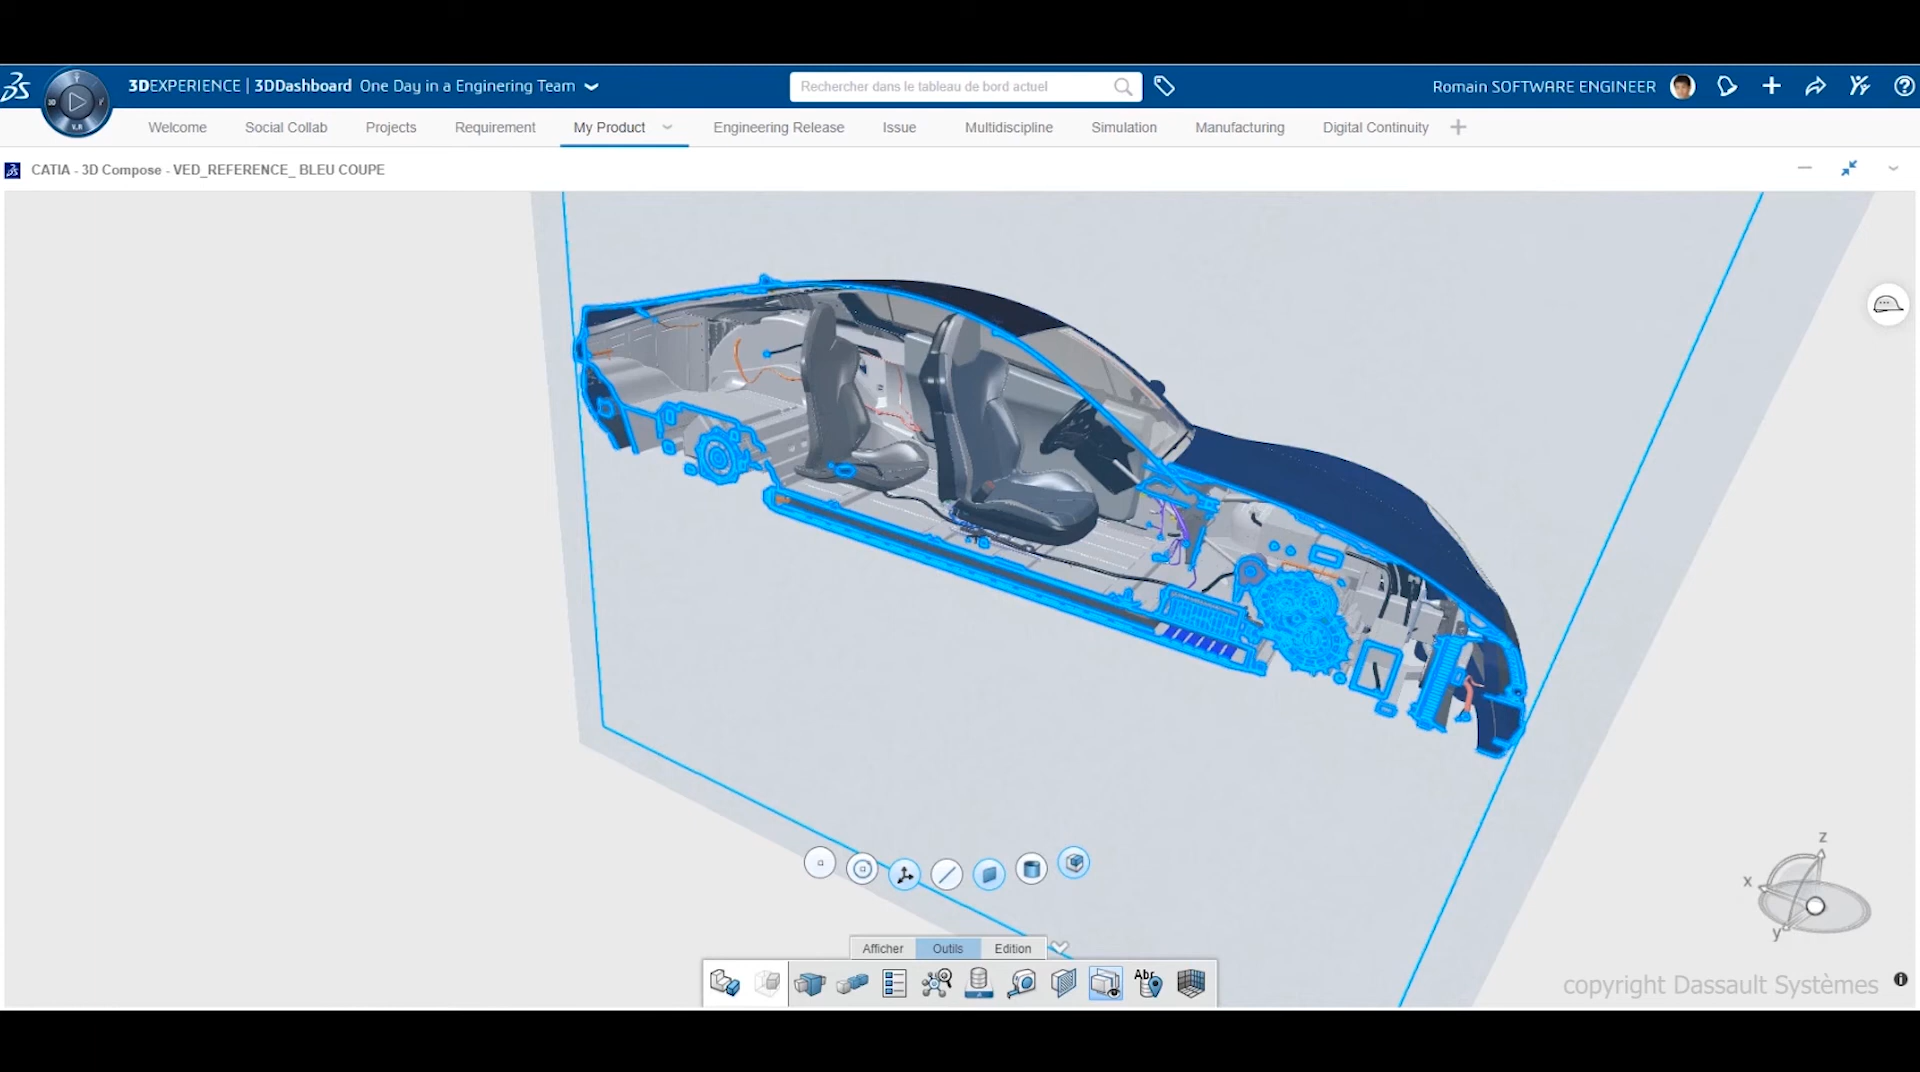 3DEXPERIENCE | 3DDashboard One Day in a Enginering Team
Rechercher dans le tableau de bord actuel
Romain SOFTWARE ENGINEER
Welcome Social Collab Projects Requirement My Product Engineering Release Issue Multidiscipline Simulation Manufacturing Digital Continuity
CATIA - 3D Compose - VED_REFERENCE_ BLEU COUPE
z
x
y
Afficher Outils Edition
Abc
copyright Dassault Systèmes